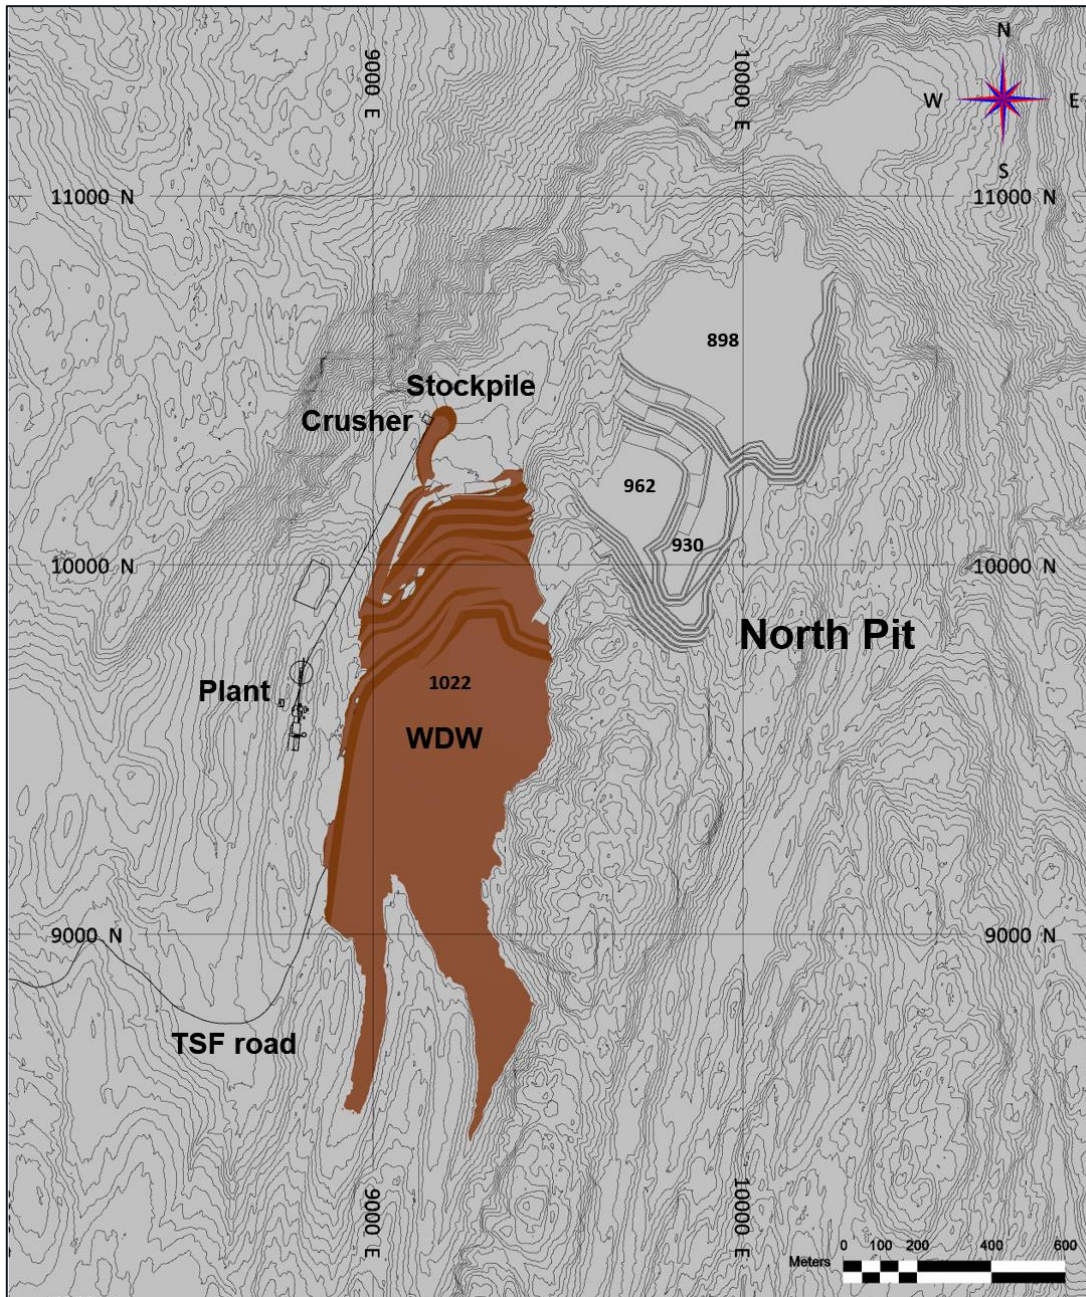 N
9000 E
10000 E
W
E
S
11000 N
11000 N
898
Stockpile
Crusher
962
930
10000 N
10000 N
North Pit
Plant
1022
WDW
9000 N
9000 N
TSF road
9000 E
10000 E
0 100 200 400 600
Meters